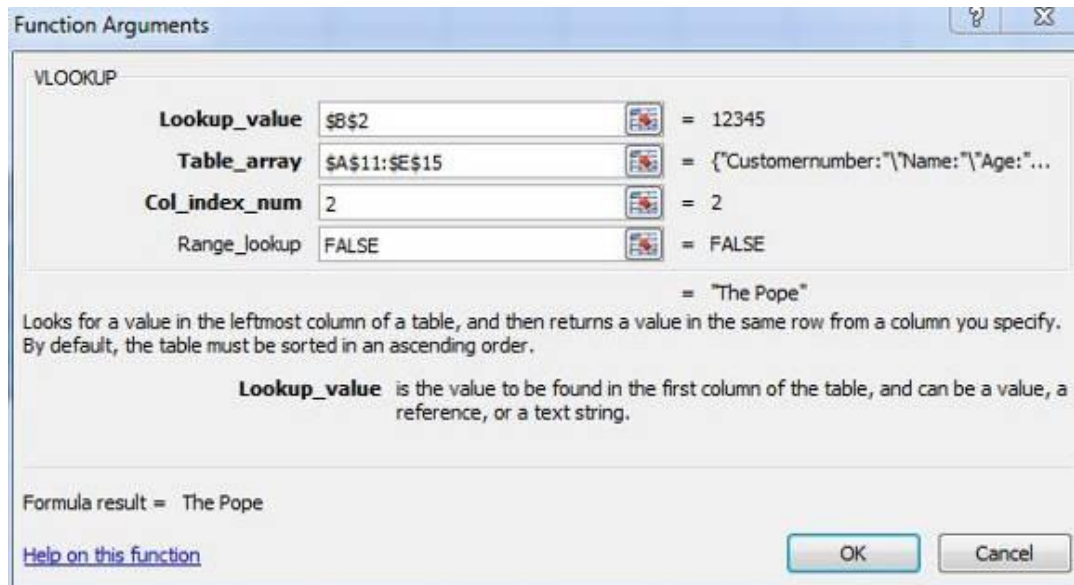 Function Arguments
VLOOKUP
Lookup_value $B$2 = 12345
Table_array $A$11:$E$15 = {"Customernumber:"\"Name:"\"Age:"...
Col_index_num 2 = 2
Range_lookup FALSE = FALSE
= "The Pope"
Looks for a value in the leftmost column of a table, and then returns a value in the same row from a column you specify.
By default, the table must be sorted in an ascending order.
Lookup_value is the value to be found in the first column of the table, and can be a value, a
reference, or a text string.
Formula result = The Pope
Help on this function OK Cancel